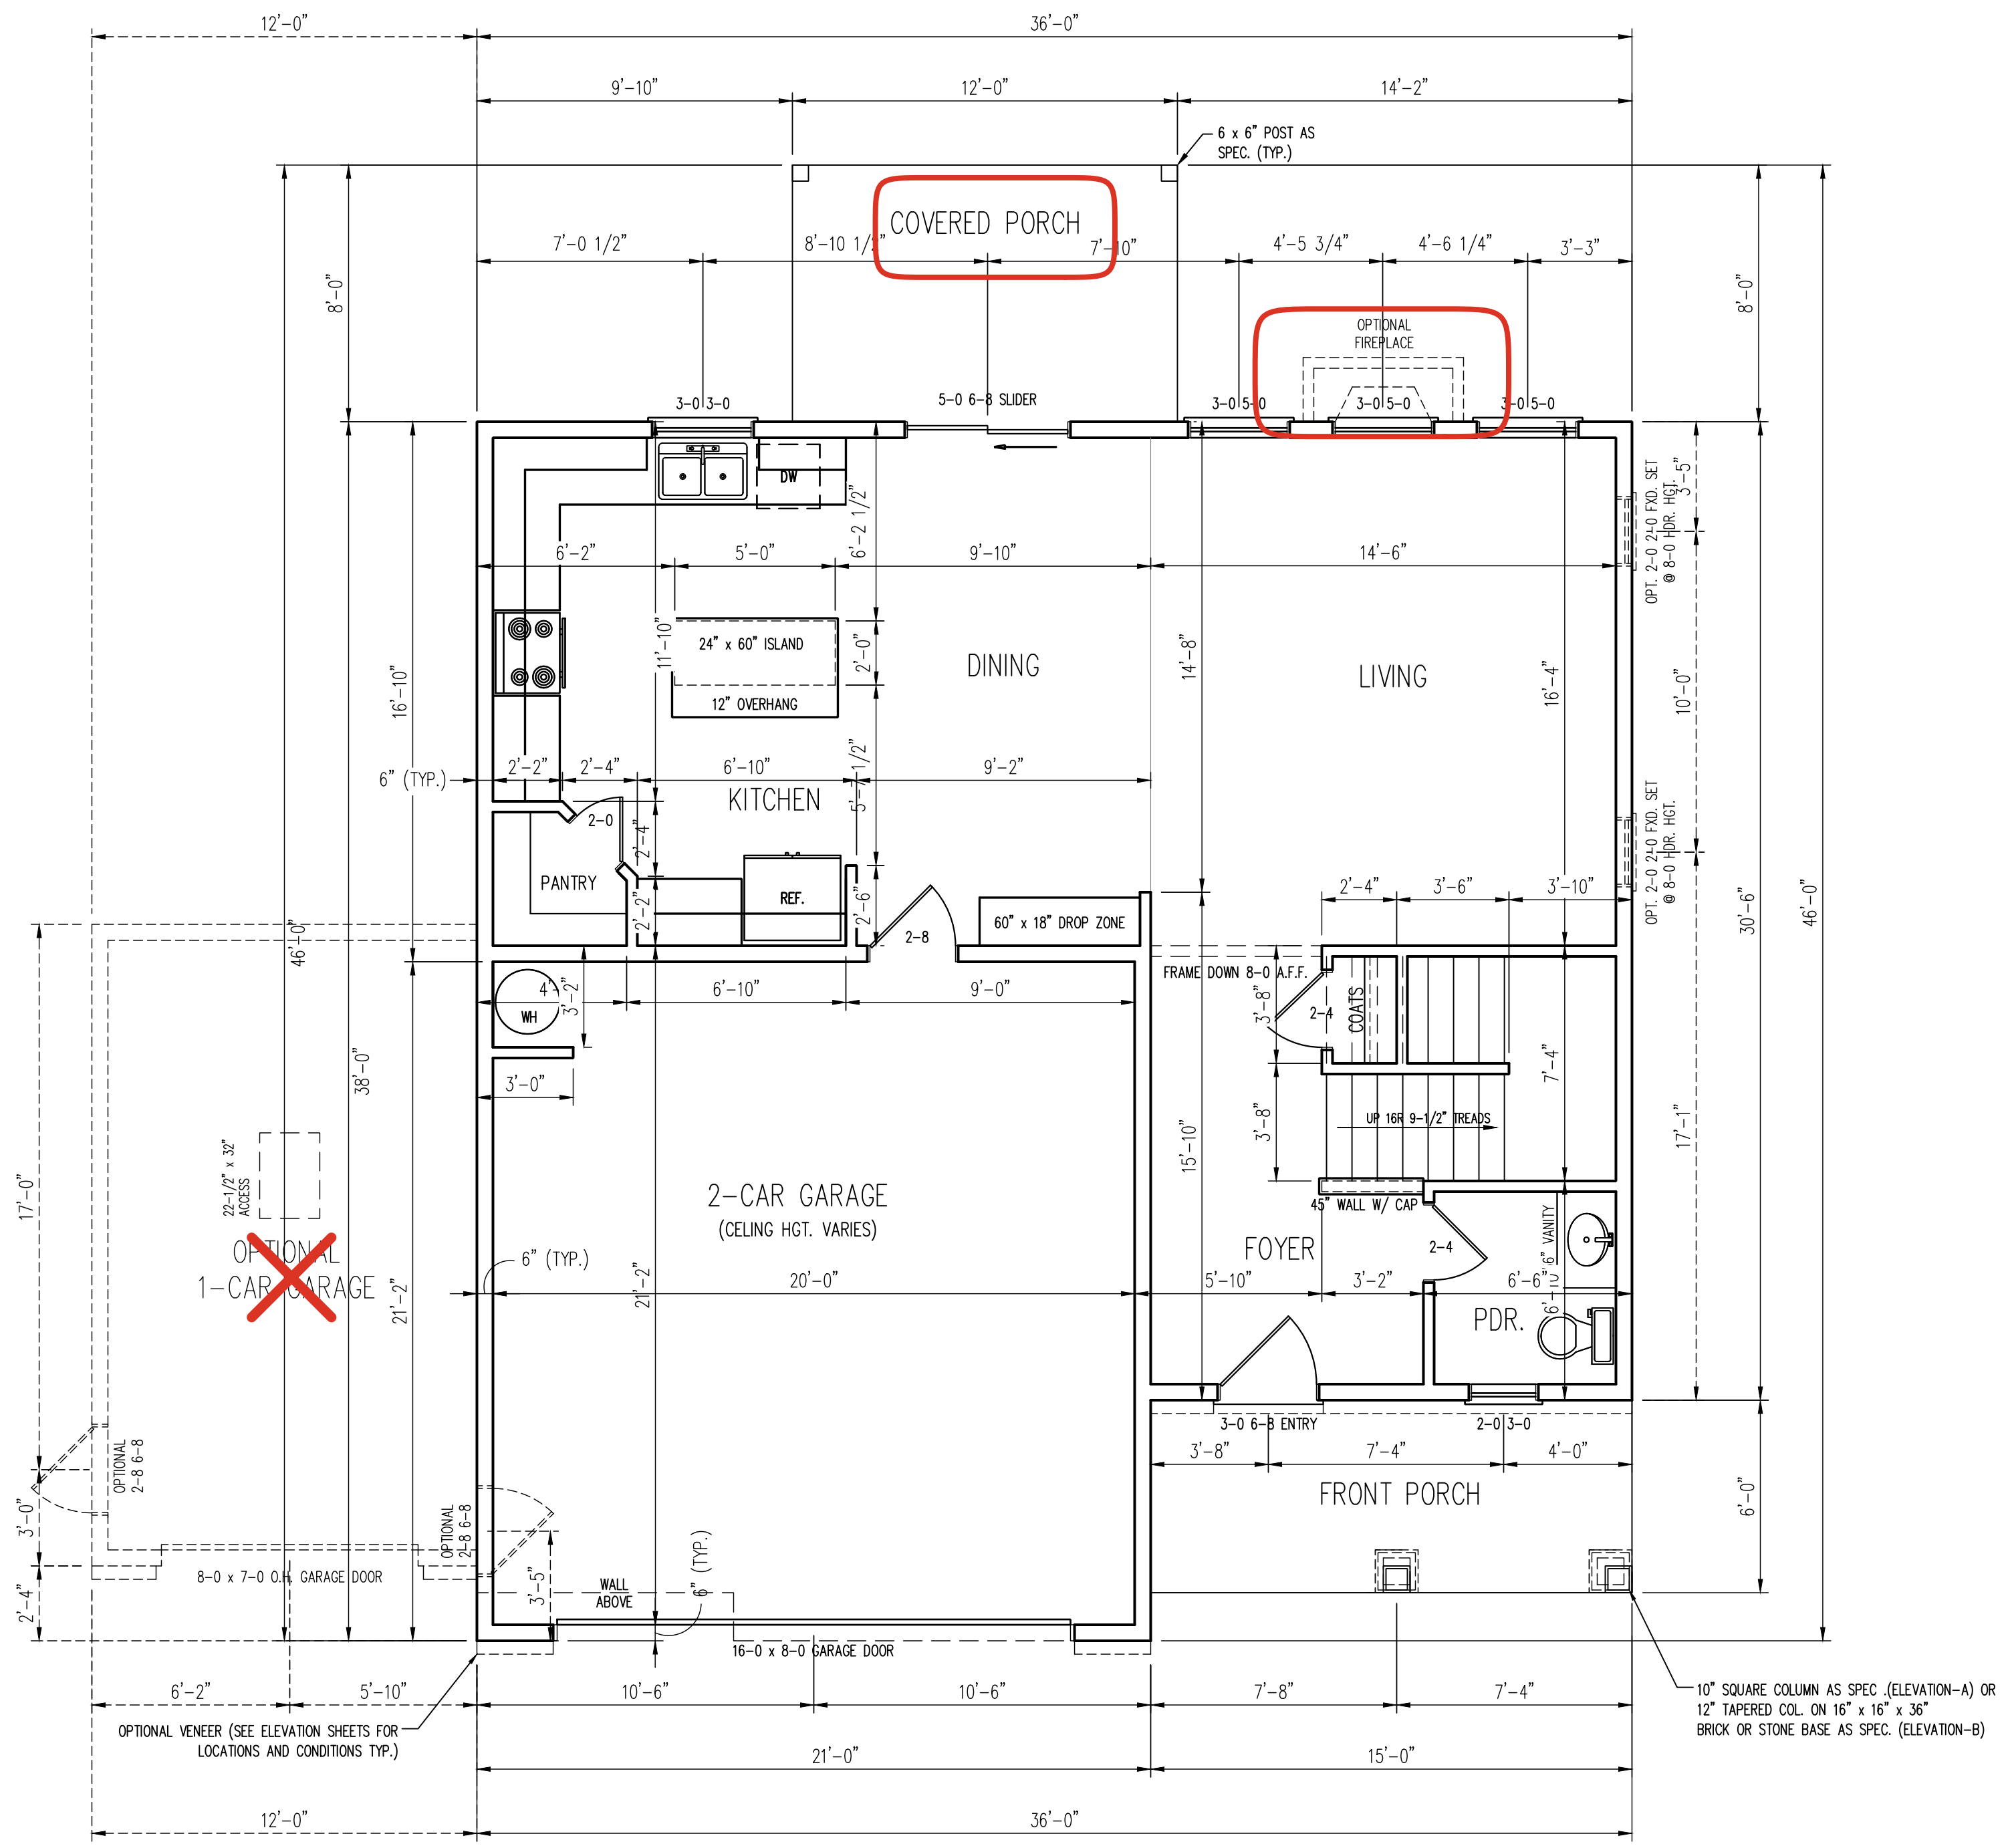 12'-0"
36'-0"
9'-10"
12'-0"
14'-2"
6 x 6" POST AS
SPEC. (TYP.)
COVERED PORCH
7'-0 1/2"
8'-10 1/2"
7'-10"
4'-5 3/4"
4'-6 1/4"
3'-3"
8'-0"
8'-0"
OPTIONAL
FIREPLACE
3-0 3-0
5-0 6-8 SLIDER
3-0 5-0
3-0 5-0
3-0 5-0
DW
6'-2 1/2"
3'-5"
OPT. 2-0 2-0 FXD. SET
@ 8-0 HDR. HGT.
6'-2"
5'-0"
9'-10"
14'-6"
24" x 60" ISLAND
11'-10"
2'-0"
14'-8"
DINING
LIVING
16'-4"
12" OVERHANG
16'-10"
10'-0"
6" (TYP.)
2'-2"
2'-4"
6'-10"
9'-2"
KITCHEN
5'-7 1/2"
2-0
2'-4"
OPT. 2-0 2-0 FXD. SET
@ 8-0 HDR. HGT.
PANTRY
REF.
2'-2"
2'-6"
2'-4"
3'-6"
3'-10"
30'-6"
46'-0"
60" x 18" DROP ZONE
2-8
46'-0"
FRAME DOWN 8-0 A.F.F.
4'-
3'-2"
6'-10"
9'-0"
WH
3'-8"
2-4
COATS
38'-0"
3'-0"
7'-4"
3'-8"
UP 16R 9-1/2" TREADS
15'-10"
17'-1"
22-1/2" x 32"
ACCESS
17'-0"
2-CAR GARAGE
(CELING HGT. VARIES)
45" WALL W/ CAP
OPTIONAL
1-CAR GARAGE
6" (TYP.)
FOYER
2-4
6" VANITY
21'-2"
21'-2"
20'-0"
5'-10"
3'-2"
6'-6"
6'-10"
PDR.
3-0 6-8 ENTRY
2-0 3-0
3'-8"
7'-4"
4'-0"
OPTIONAL
2-8 6-8
FRONT PORCH
6'-0"
3'-0"
OPTIONAL
2-8 6-8
8-0 x 7-0 O.H. GARAGE DOOR
3'-5"
WALL
ABOVE
6" (TYP.)
2'-4"
16-0 x 8-0 GARAGE DOOR
6'-2"
5'-10"
10'-6"
10'-6"
7'-8"
7'-4"
10" SQUARE COLUMN AS SPEC .(ELEVATION-A) OR
12" TAPERED COL. ON 16" x 16" x 36"
BRICK OR STONE BASE AS SPEC. (ELEVATION-B)
OPTIONAL VENEER (SEE ELEVATION SHEETS FOR
LOCATIONS AND CONDITIONS TYP.)
21'-0"
15'-0"
12'-0"
36'-0"